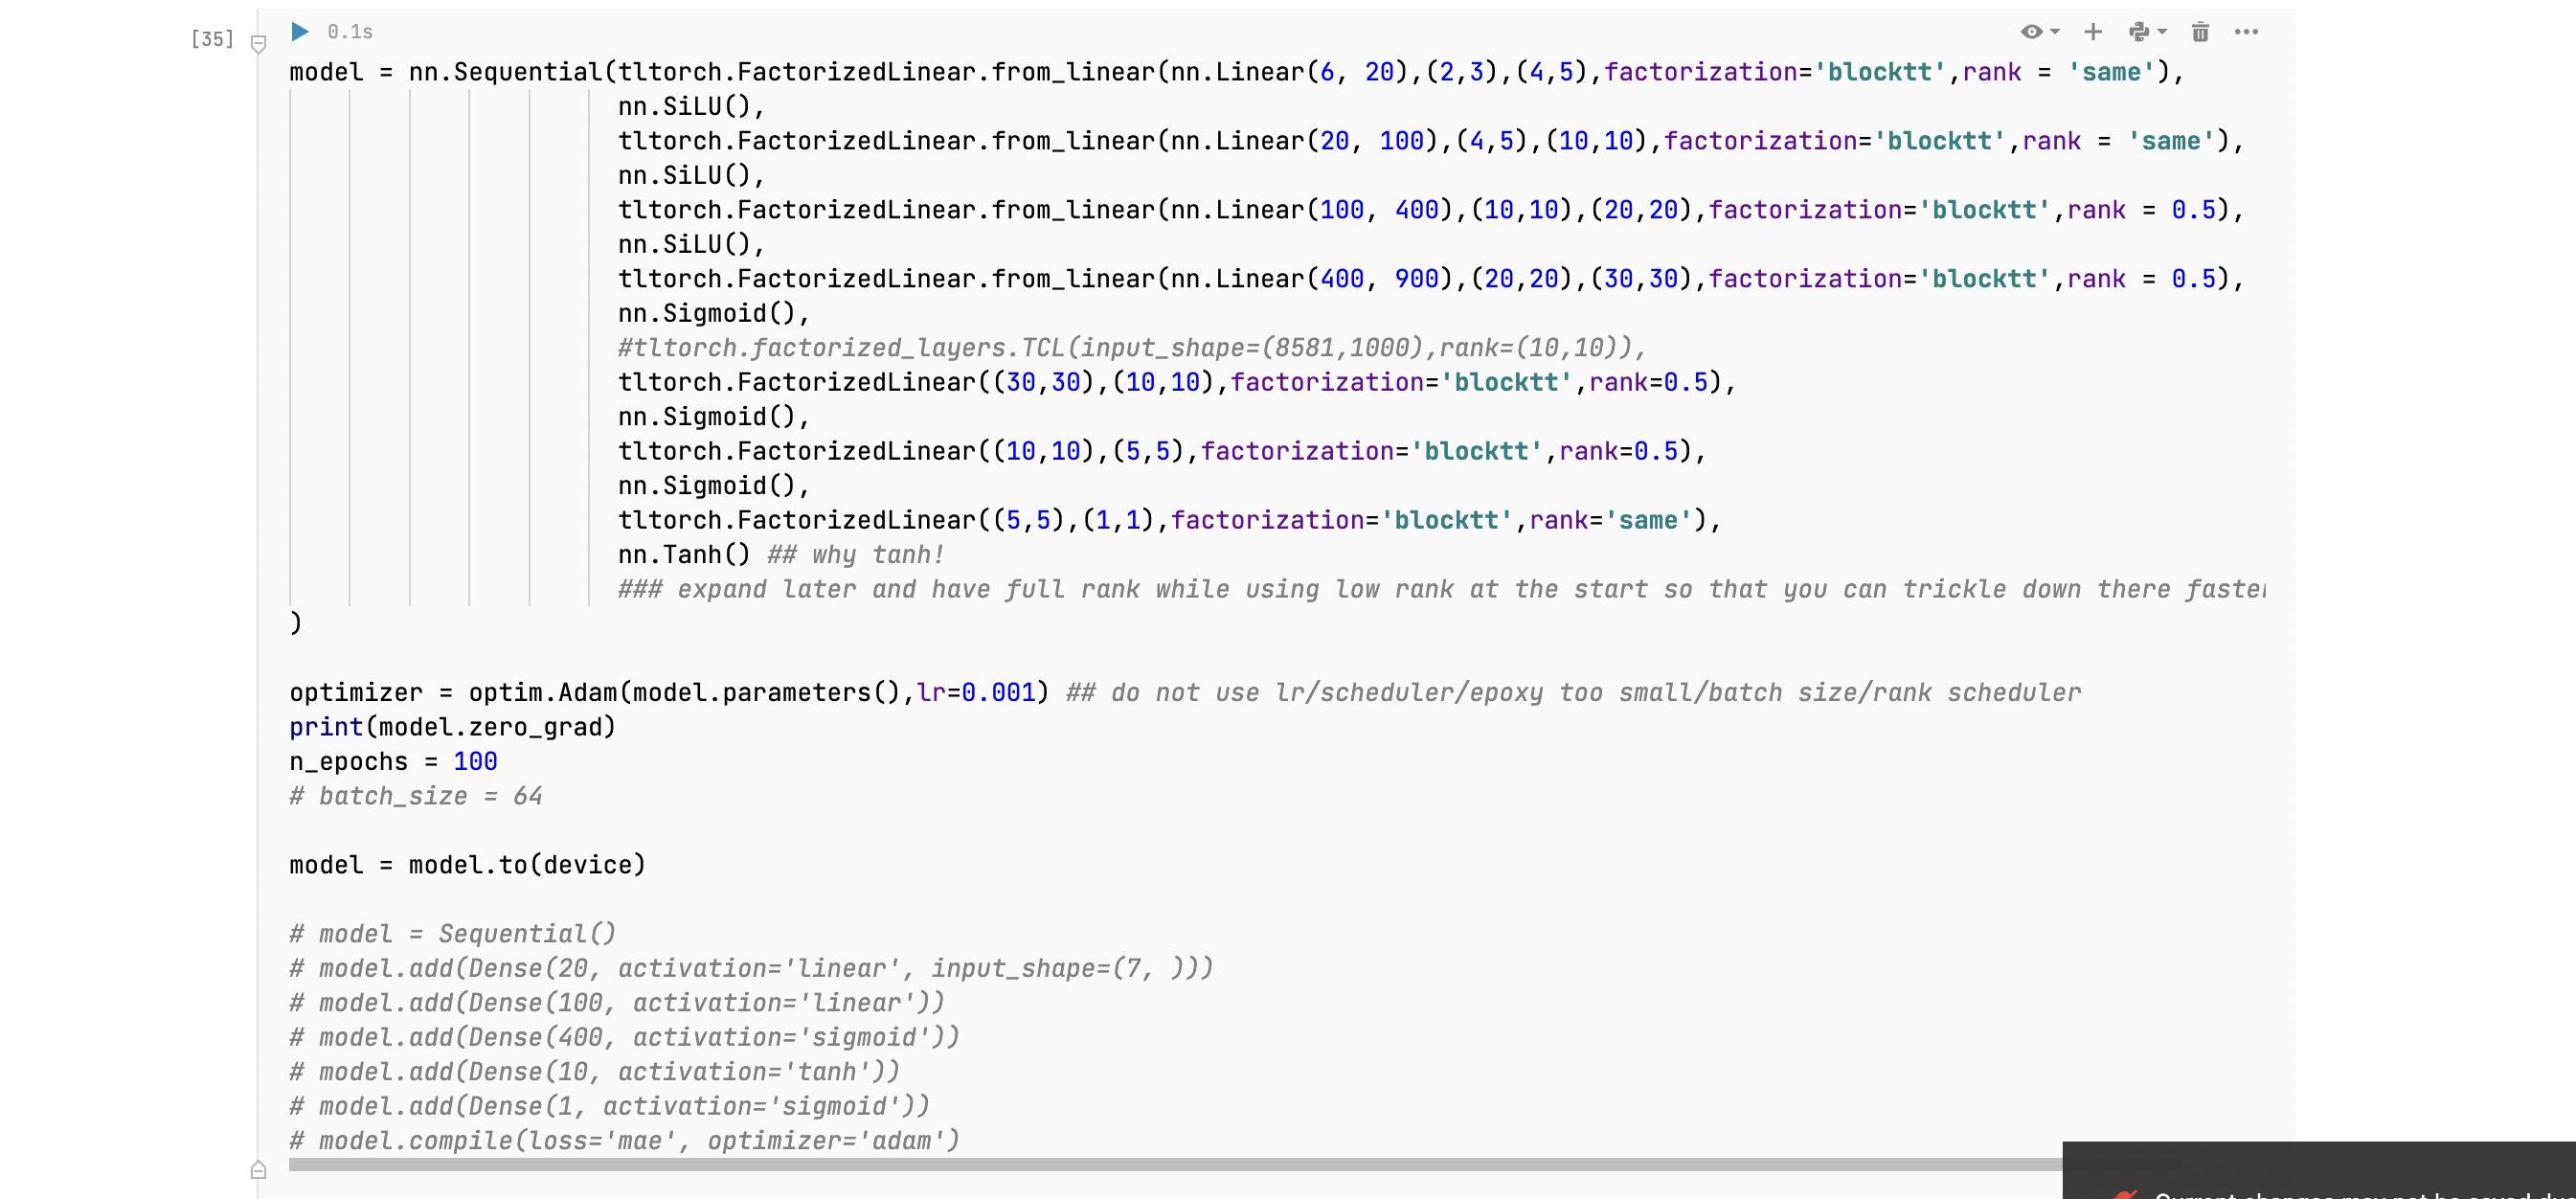 [35] 0.1s
model = nn.Sequential(tltorch.FactorizedLinear.from_linear(nn.Linear(6, 20),(2,3),(4,5),factorization='blocktt',rank = 'same'),
nn.SiLU(),
tltorch.FactorizedLinear.from_linear(nn.Linear(20, 100),(4,5),(10,10),factorization='blocktt',rank = 'same'),
nn.SiLU(),
tltorch.FactorizedLinear.from_linear(nn.Linear(100, 400),(10,10),(20,20),factorization='blocktt',rank = 0.5),
nn.SiLU(),
tltorch.FactorizedLinear.from_linear(nn.Linear(400, 900),(20,20),(30,30),factorization='blocktt',rank = 0.5),
nn.Sigmoid(),
#tltorch.factorized_layers.TCL(input_shape=(8581,1000),rank=(10,10)),
tltorch.FactorizedLinear((30,30),(10,10),factorization='blocktt',rank=0.5),
nn.Sigmoid(),
tltorch.FactorizedLinear((10,10),(5,5),factorization='blocktt',rank=0.5),
nn.Sigmoid(),
tltorch.FactorizedLinear((5,5),(1,1),factorization='blocktt',rank='same'),
nn.Tanh() ## why tanh!
### expand later and have full rank while using low rank at the start so that you can trickle down there faster
)
optimizer = optim.Adam(model.parameters(),lr=0.001) ## do not use lr/scheduler/epoxy too small/batch size/rank scheduler
print(model.zero_grad)
n_epochs = 100
# batch_size = 64
model = model.to(device)
# model = Sequential()
# model.add(Dense(20, activation='linear', input_shape=(7, )))
# model.add(Dense(100, activation='linear'))
# model.add(Dense(400, activation='sigmoid'))
# model.add(Dense(10, activation='tanh'))
# model.add(Dense(1, activation='sigmoid'))
# model.compile(loss='mae', optimizer='adam')